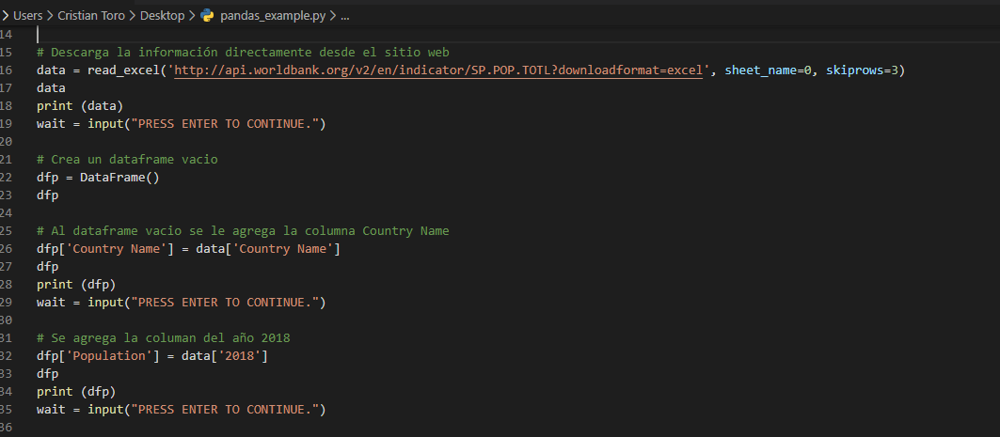 Users > Cristian Toro > Desktop > pandas_example.py > ...
14
15 # Descarga la información directamente desde el sitio web
16 data = read_excel('http://api.worldbank.org/v2/en/indicator/SP.POP.TOTL?downloadformat=excel', sheet_name=0, skiprows=3)
17 data
18 print (data)
19 wait = input("PRESS ENTER TO CONTINUE.")
20
21 # Crea un dataframe vacio
22 dfp = DataFrame()
23 dfp
24
25 # Al dataframe vacio se le agrega la columna Country Name
26 dfp['Country Name'] = data['Country Name']
27 dfp
28 print (dfp)
29 wait = input("PRESS ENTER TO CONTINUE.")
30
31 # Se agrega la columan del año 2018
32 dfp['Population'] = data['2018']
33 dfp
34 print (dfp)
35 wait = input("PRESS ENTER TO CONTINUE.")
36